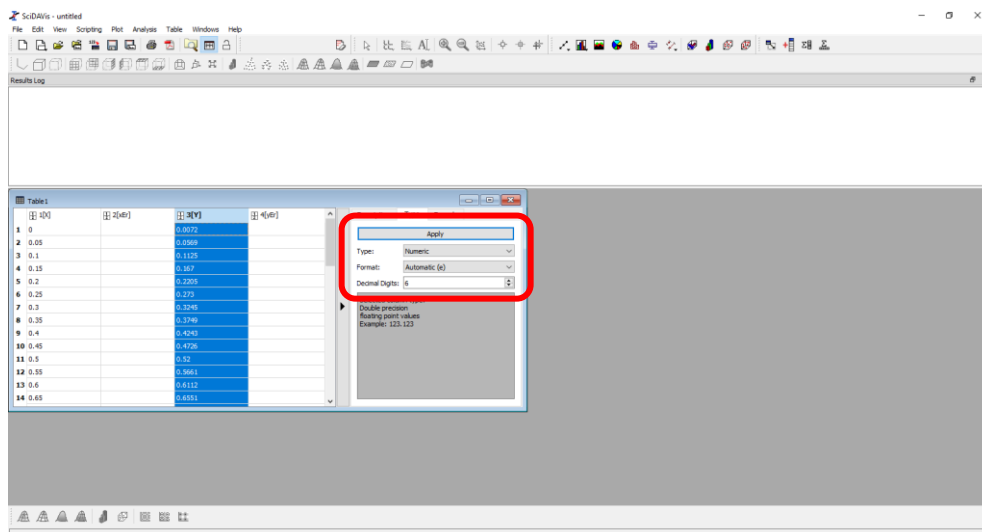 SciDAVis - untitled
File Edit View Scripting Plot Analysis Table Windows Help
Results Log
Table1
1[X] 2[xEr] 3[Y] 4[yEr]
1 0 0.0072
2 0.05 0.0569
3 0.1 0.1125
4 0.15 0.167
5 0.2 0.2205
6 0.25 0.273
7 0.3 0.3245
8 0.35 0.3749
9 0.4 0.4243
10 0.45 0.4726
11 0.5 0.52
12 0.55 0.5661
13 0.6 0.6112
14 0.65 0.6551
Apply
Type: Numeric
Format: Automatic (e)
Decimal Digits: 6
Double precision
floating point values
Example: 123.123